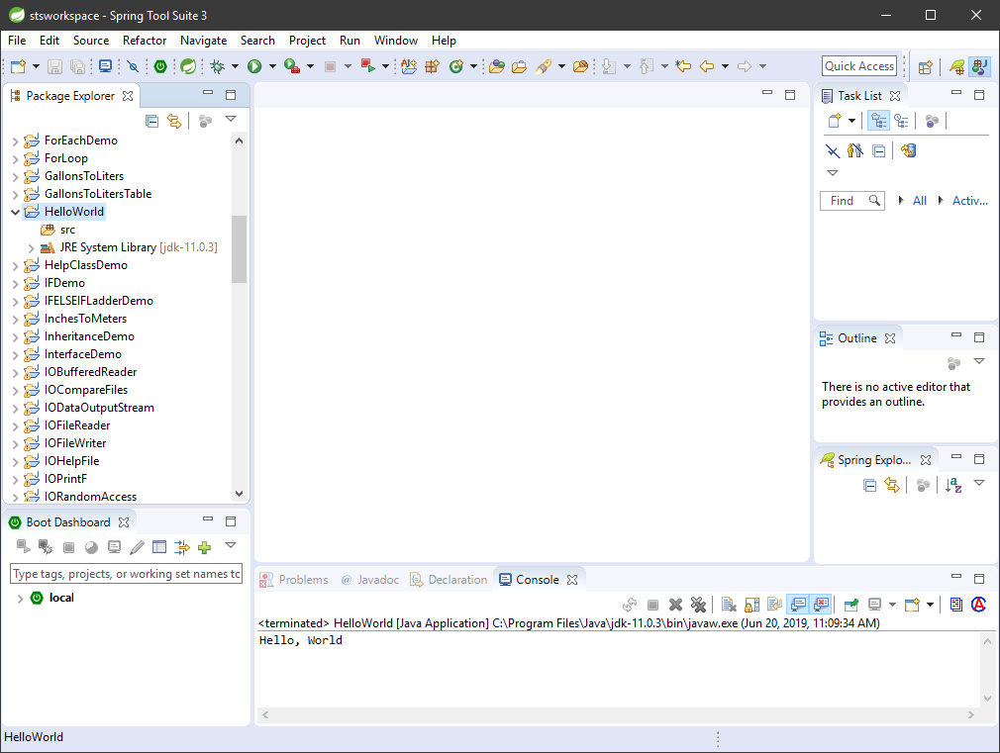 stsworkspace - Spring Tool Suite 3
File Edit Source Refactor Navigate Search Project Run Window Help
Quick Access
Package Explorer
ForEachDemo
ForLoop
GallonsToLiters
GallonsToLitersTable
HelloWorld
src
JRE System Library [jdk-11.0.3]
HelpClassDemo
IFDemo
IFELSEIFLadderDemo
InchesToMeters
InheritanceDemo
InterfaceDemo
IOBufferedReader
IOCompareFiles
IODataOutputStream
IOFileReader
IOFileWriter
IOHelpFile
IOPrintF
IORandomAccess
Boot Dashboard
Type tags, projects, or working set names tc
local
Task List
Find All Activ...
Outline
There is no active editor that
provides an outline.
Spring Explo...
Problems Javadoc Declaration Console
<terminated> HelloWorld [Java Application] C:\Program Files\Java\jdk-11.0.3\bin\javaw.exe (Jun 20, 2019, 11:09:34 AM)
Hello, World
HelloWorld